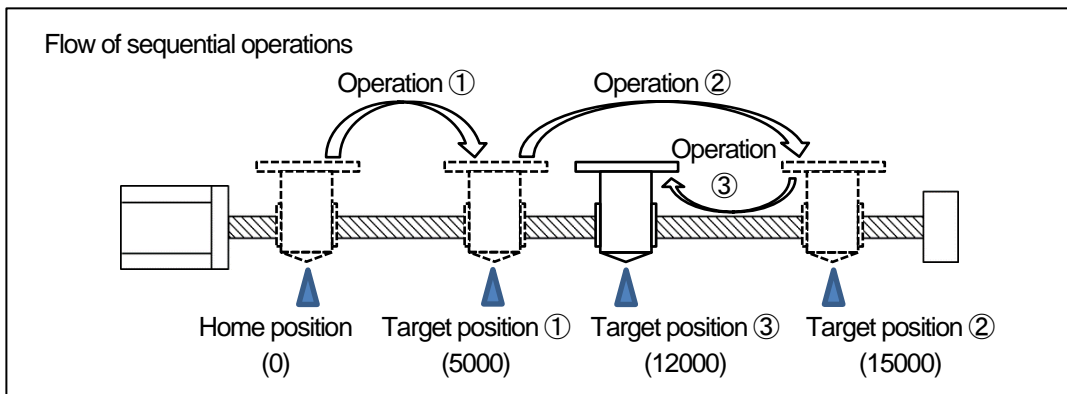 Flow of sequential operations
Operation ①
Operation ②
Operation
③
Home position
(0)
Target position ①
(5000)
Target position ③
(12000)
Target position ②
(15000)